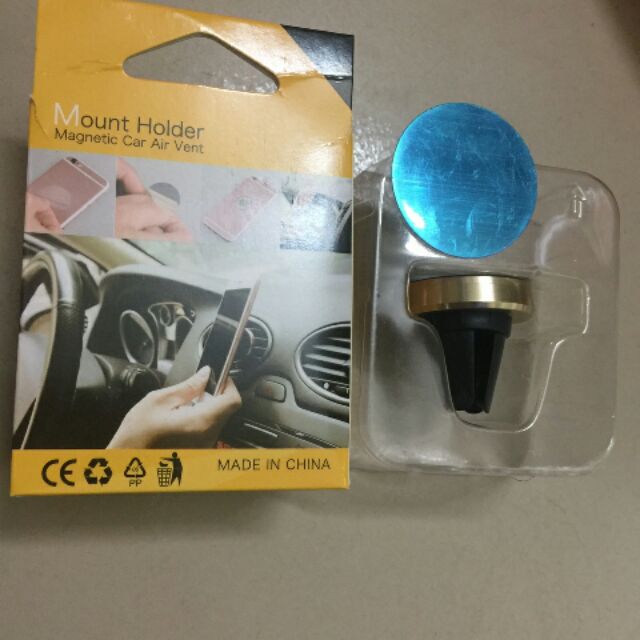 Mount Holder
Magnetic Car Air Vent
CE
PP
MADE IN CHINA